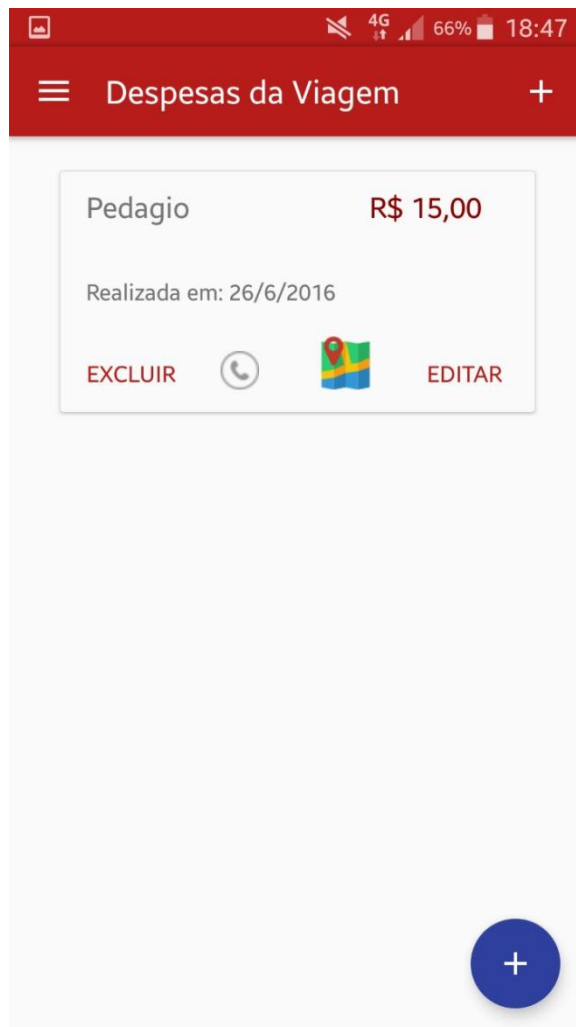 4G 66% 18:47
Despesas da Viagem +
Pedagio R$ 15,00
Realizada em: 26/6/2016
EXCLUIR EDITAR
+